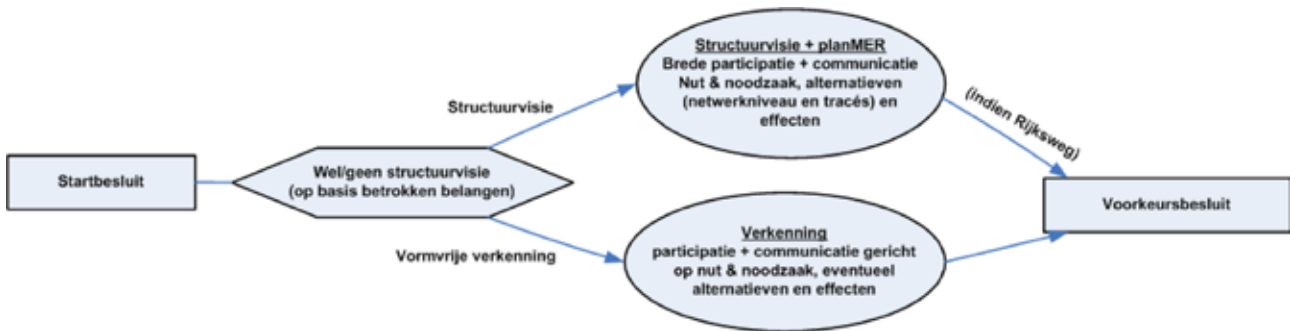 Startbesluit
Wel/geen structuurvisie
(op basis betrokken belangen)
Structuurvisie
Structuurvisie + planMER
Brede participatie + communicatie
Nut & noodzaak, alternatieven
(netwerkniveau en tracés) en
effecten
(Indien Rijksweg)
Vormvrije verkenning
Verkenning
participatie + communicatie gericht
op nut & noodzaak, eventueel
alternatieven en effecten
Voorkeursbesluit